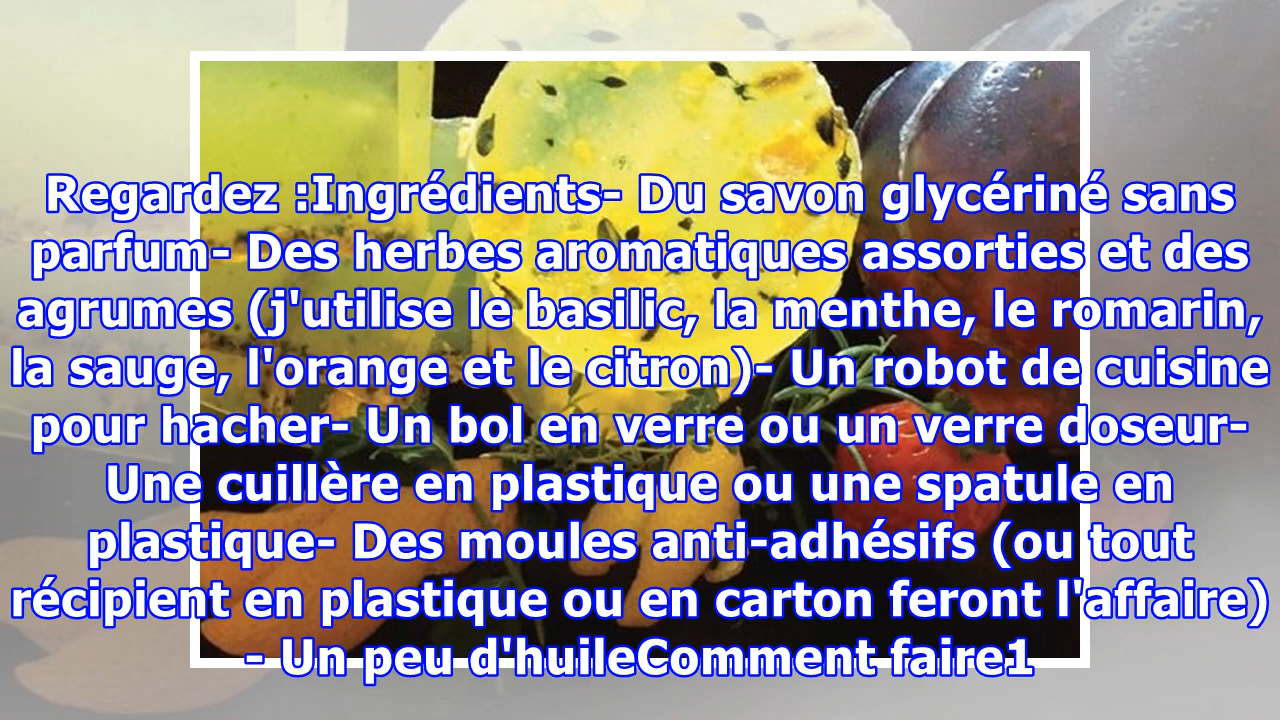 Regardez :Ingrédients- Du savon glycériné sans
parfum- Des herbes aromatiques assorties et des
agrumes (j'utilise le basilic, la menthe, le romarin,
la sauge, l'orange et le citron)- Un robot de cuisine
pour hacher- Un bol en verre ou un verre doseur-
Une cuillère en plastique ou une spatule en
plastique- Des moules anti-adhésifs (ou tout
récipient en plastique ou en carton feront l'affaire)
- Un peu d'huileComment faire1